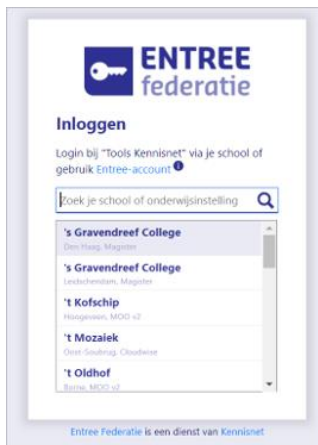 ENTREE
federatie
Inloggen
Login bij "Tools Kennisnet" via je school of
gebruik Entree-account
Zoek je school of onderwijsinstelling
's Gravendreef College
Den Haag, Magister
's Gravendreef College
Leidschendam, Magister
't Kofschip
Hoogeveen, MOO v2
't Mozaiek
Oost-Souburg, Cloudwise
't Oldhof
Borne, MOO v2
Entree Federatie is een dienst van Kennisnet